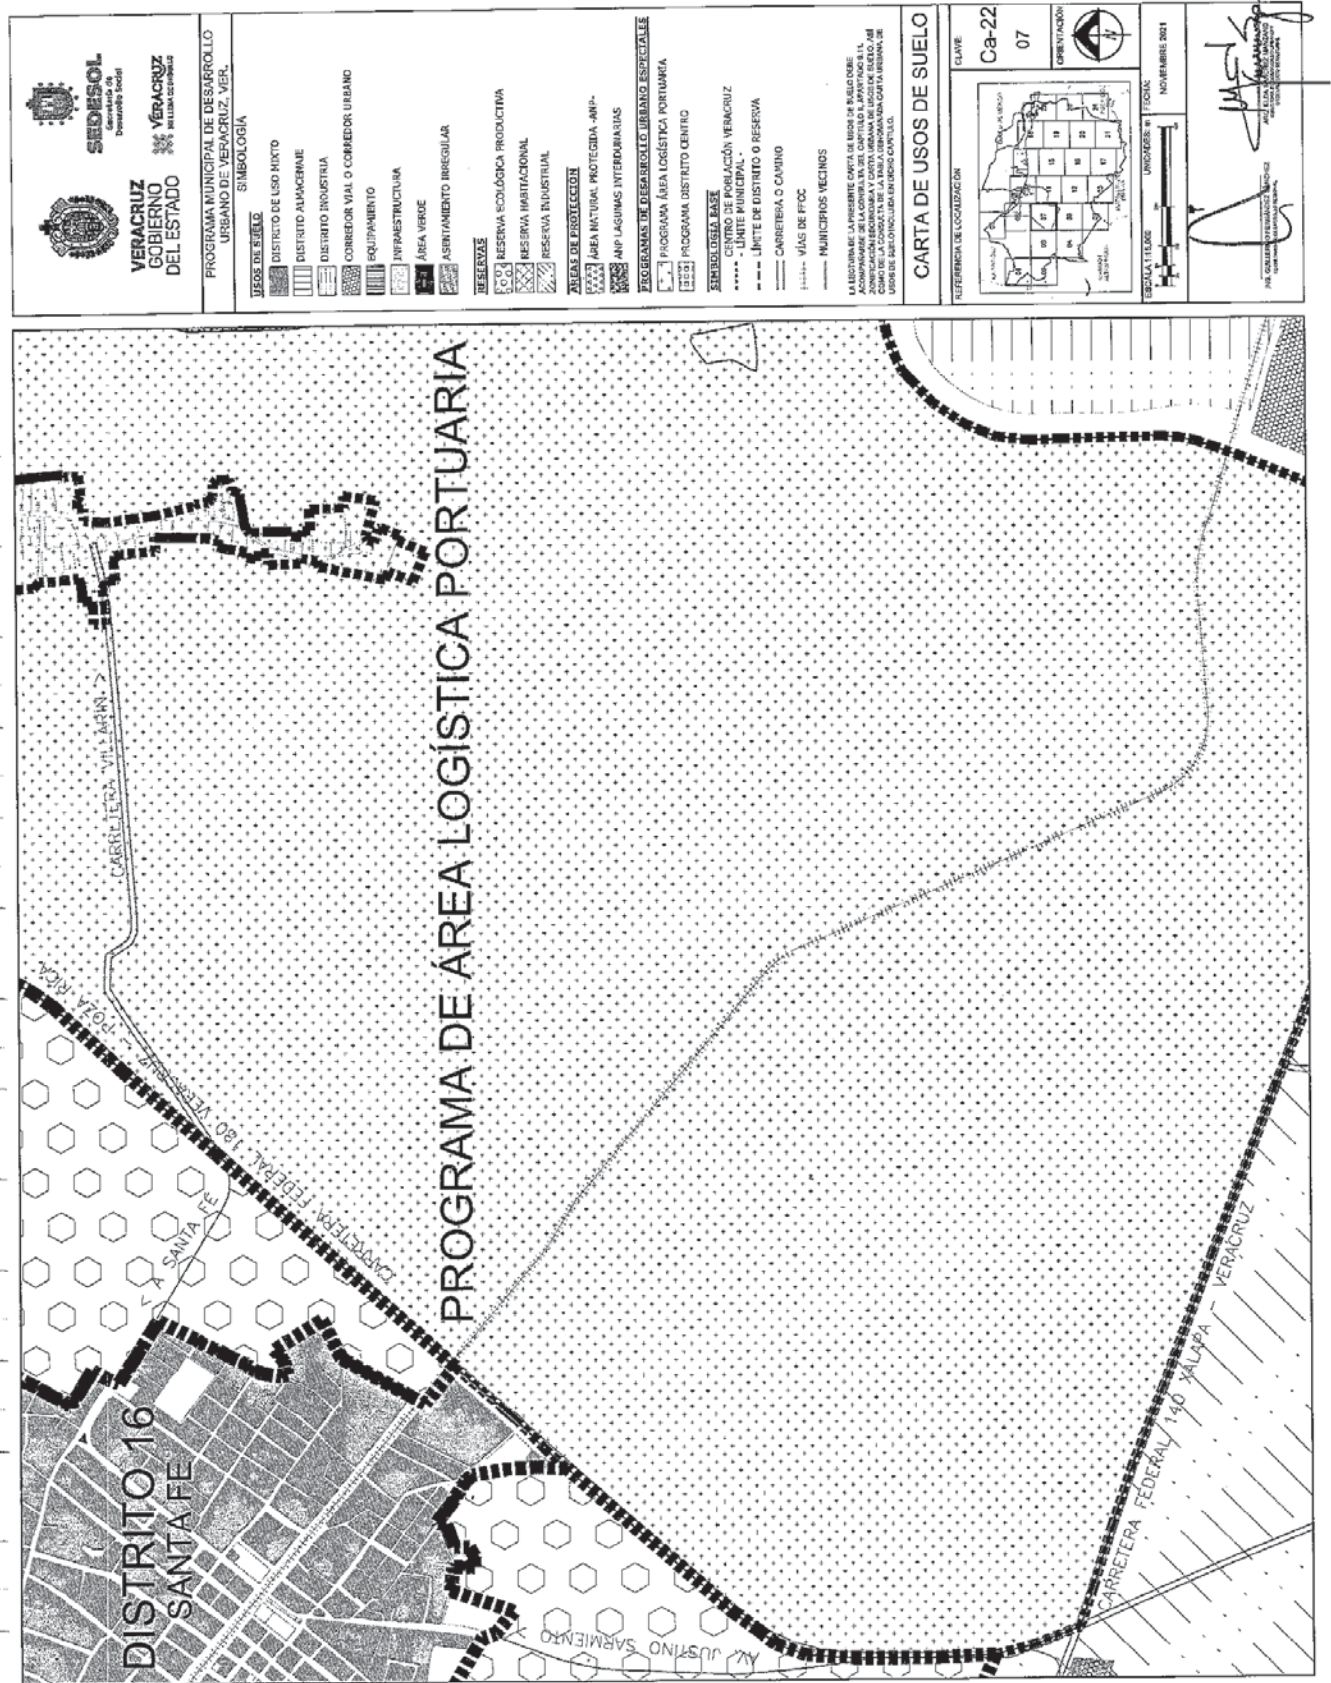 VERACRUZ
GOBIERNO
DEL ESTADO
SEDESOL
Secretaría de
Desarrollo Social
VERACRUZ
PROGRAMA MUNICIPAL DE DESARROLLO
URBANO DE VERACRUZ, VER.
SIMBOLOGÍA
USOS DE SUELO
DISTRITO DE USO MIXTO
DISTRITO ALMACENAJE
DISTRITO INDUSTRIA
CORREDOR VIAL O CORREDOR URBANO
EQUIPAMIENTO
INFRAESTRUCTURA
ÁREA VERDE
ASENTAMIENTO IRREGULAR
RESERVAS
RESERVA ECOLÓGICA PRODUCTIVA
RESERVA HABITACIONAL
RESERVA INDUSTRIAL
ÁREAS DE PROTECCIÓN
ÁREA NATURAL PROTEGIDA -ANP-
ANP LAGUNAS INTERDUNARIAS
PROGRAMAS DE DESARROLLO URBANO ESPECIALES
PROGRAMA ÁREA LOGÍSTICA PORTUARIA
PROGRAMA DISTRITO CENTRO
SIMBOLOGÍA BASE
CENTRO DE POBLACIÓN VERACRUZ
- LÍMITE MUNICIPAL -
LÍMITE DE DISTRITO O RESERVA
CARRETERA O CAMINO
VÍAS DE FFCC
MUNICIPIOS VECINOS
CARTA DE USOS DE SUELO
REFERENCIA DE LOCALIZACIÓN
CLAVE:
Ca-22
07
ORIENTACIÓN
N
ESCALA 1:10,000
UNIDADES: m
FECHA:
NOVIEMBRE 2021
PROGRAMA DE ÁREA LOGÍSTICA PORTUARIA
DISTRITO 16
SANTA FE
CARRETERA VILLARIN >
CARRETERA FEDERAL 180 VERACRUZ - POZA RICA
< A SANTA FE
AV. JUSTINO SARMIENTO
CARRETERA FEDERAL 140 XALAPA - VERACRUZ